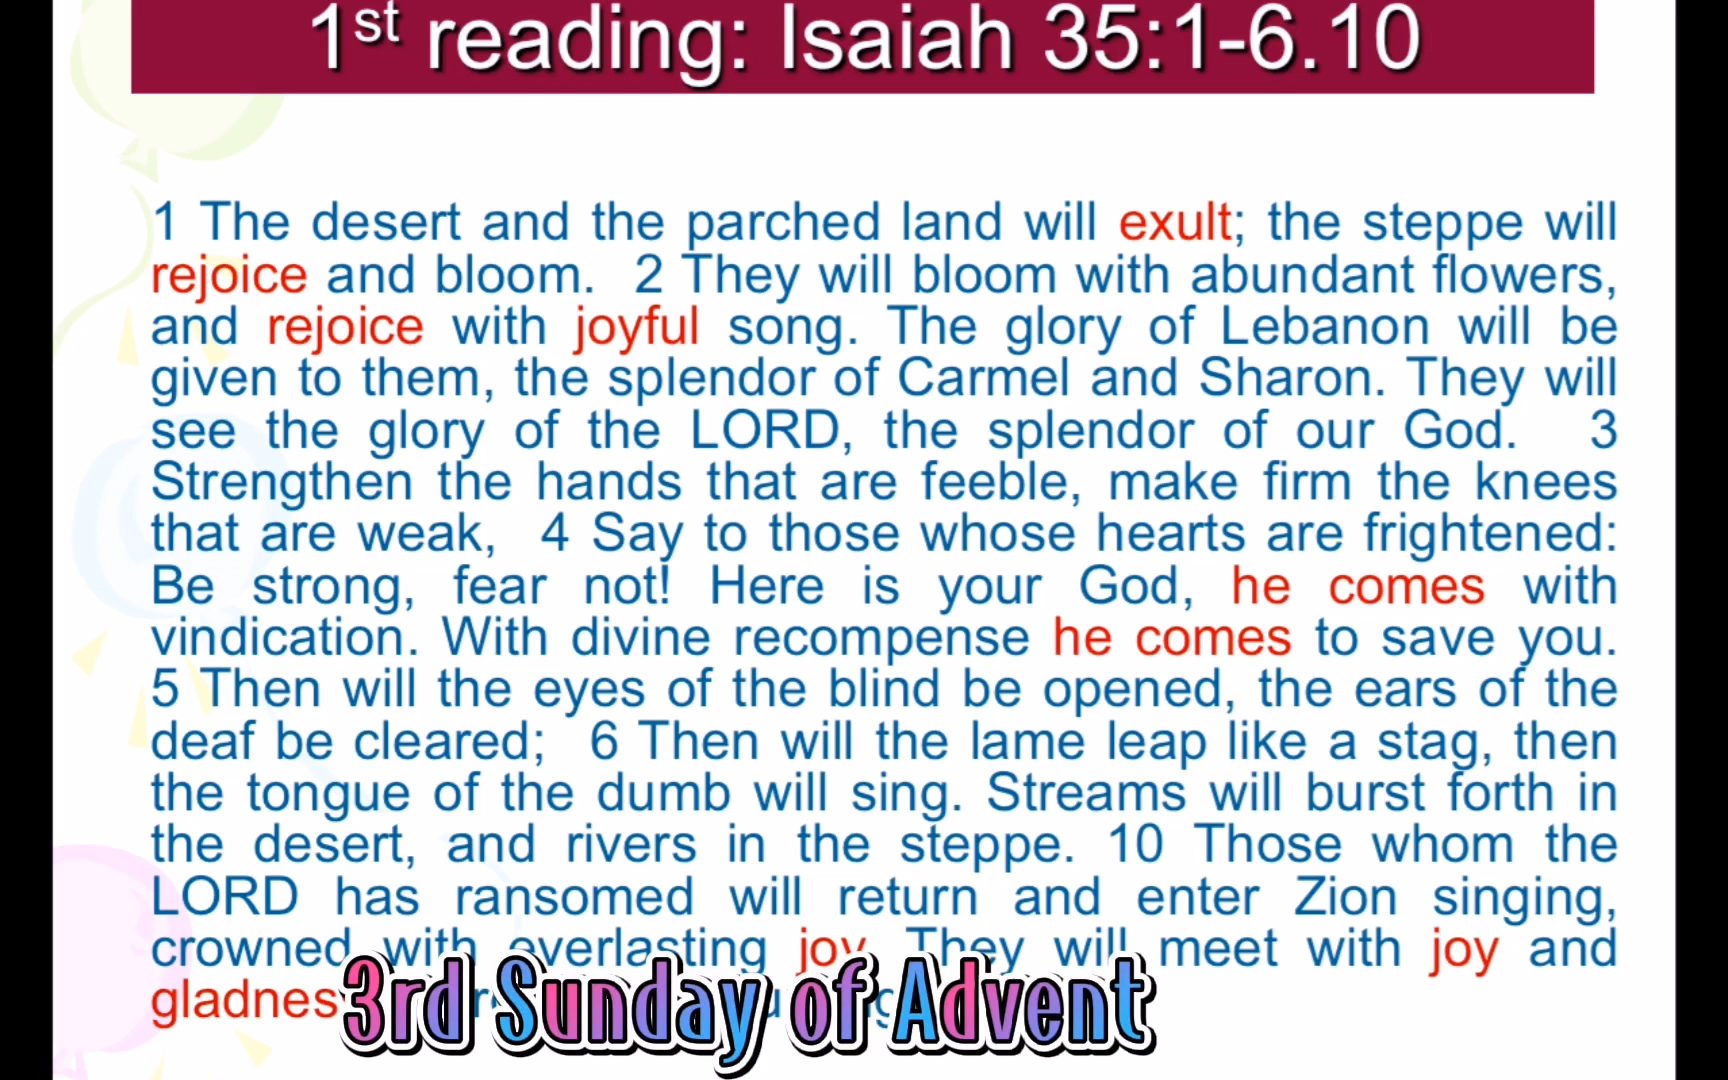 1st reading: Isaiah 35:1-6.10
1 The desert and the parched land will exult; the steppe will
rejoice and bloom. 2 They will bloom with abundant flowers,
and rejoice with joyful song. The glory of Lebanon will be
given to them, the splendor of Carmel and Sharon. They will
see the glory of the LORD, the splendor of our God. 3
Strengthen the hands that are feeble, make firm the knees
that are weak, 4 Say to those whose hearts are frightened:
Be strong, fear not! Here is your God, he comes with
vindication. With divine recompense he comes to save you.
5 Then will the eyes of the blind be opened, the ears of the
deaf be cleared; 6 Then will the lame leap like a stag, then
the tongue of the dumb will sing. Streams will burst forth in
the desert, and rivers in the steppe. 10 Those whom the
LORD has ransomed will return and enter Zion singing,
crowned with everlasting joy. They will meet with joy and
gladnes
3rd Sunday of Advent